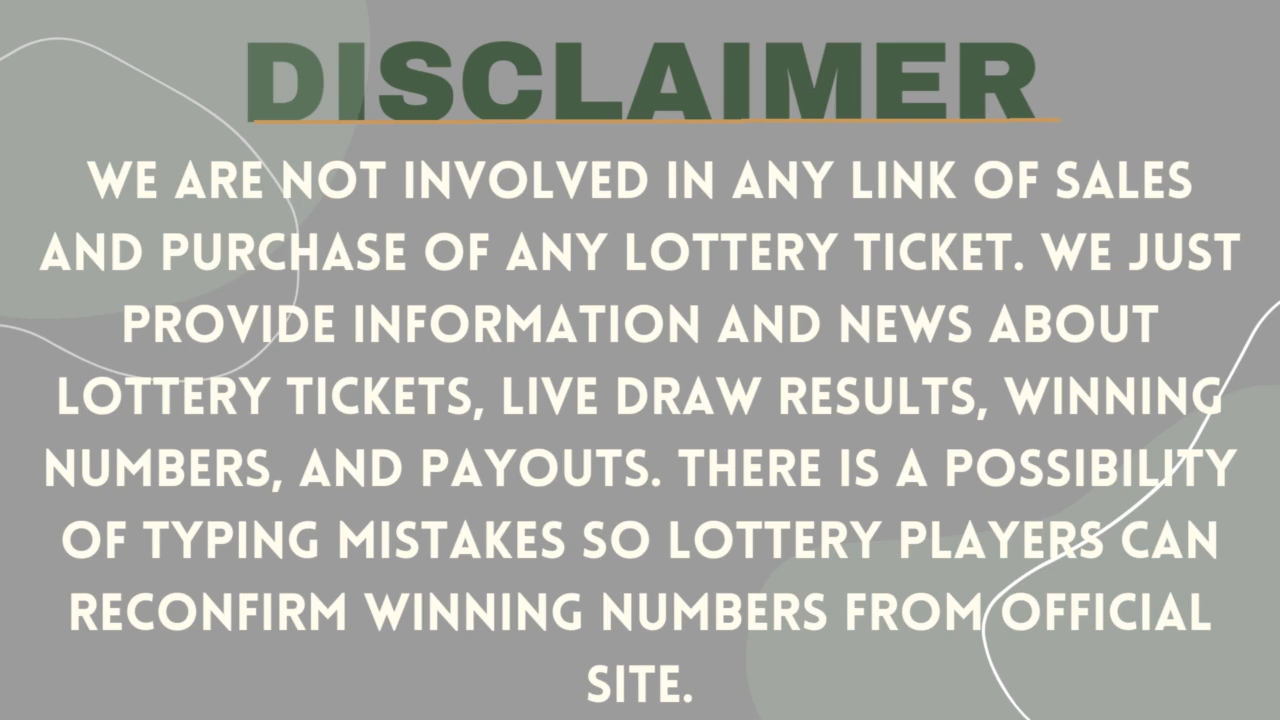 DISCLAIMER
WE ARE NOT INVOLVED IN ANY LINK OF SALES
AND PURCHASE OF ANY LOTTERY TICKET. WE JUST
PROVIDE INFORMATION AND NEWS ABOUT
LOTTERY TICKETS, LIVE DRAW RESULTS, WINNING
NUMBERS, AND PAYOUTS. THERE IS A POSSIBILITY
OF TYPING MISTAKES SO LOTTERY PLAYERS CAN
RECONFIRM WINNING NUMBERS FROM OFFICIAL
SITE.